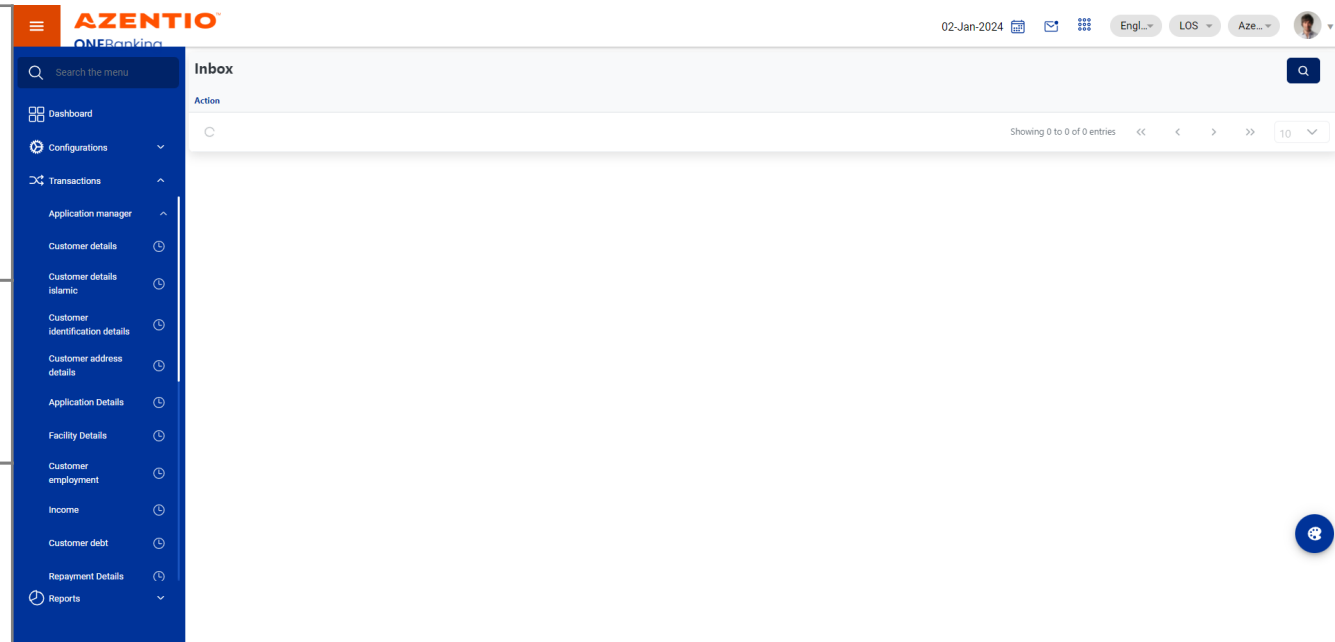 AZENTIO
ONEBanking
02-Jan-2024
Engl...
LOS
Aze...
Search the menu
Dashboard
Configurations
Transactions
Application manager
Customer details
Customer details
islamic
Customer
identification details
Customer address
details
Application Details
Facility Details
Customer
employment
Income
Customer debt
Repayment Details
Reports
Inbox
Action
Showing 0 to 0 of 0 entries
10